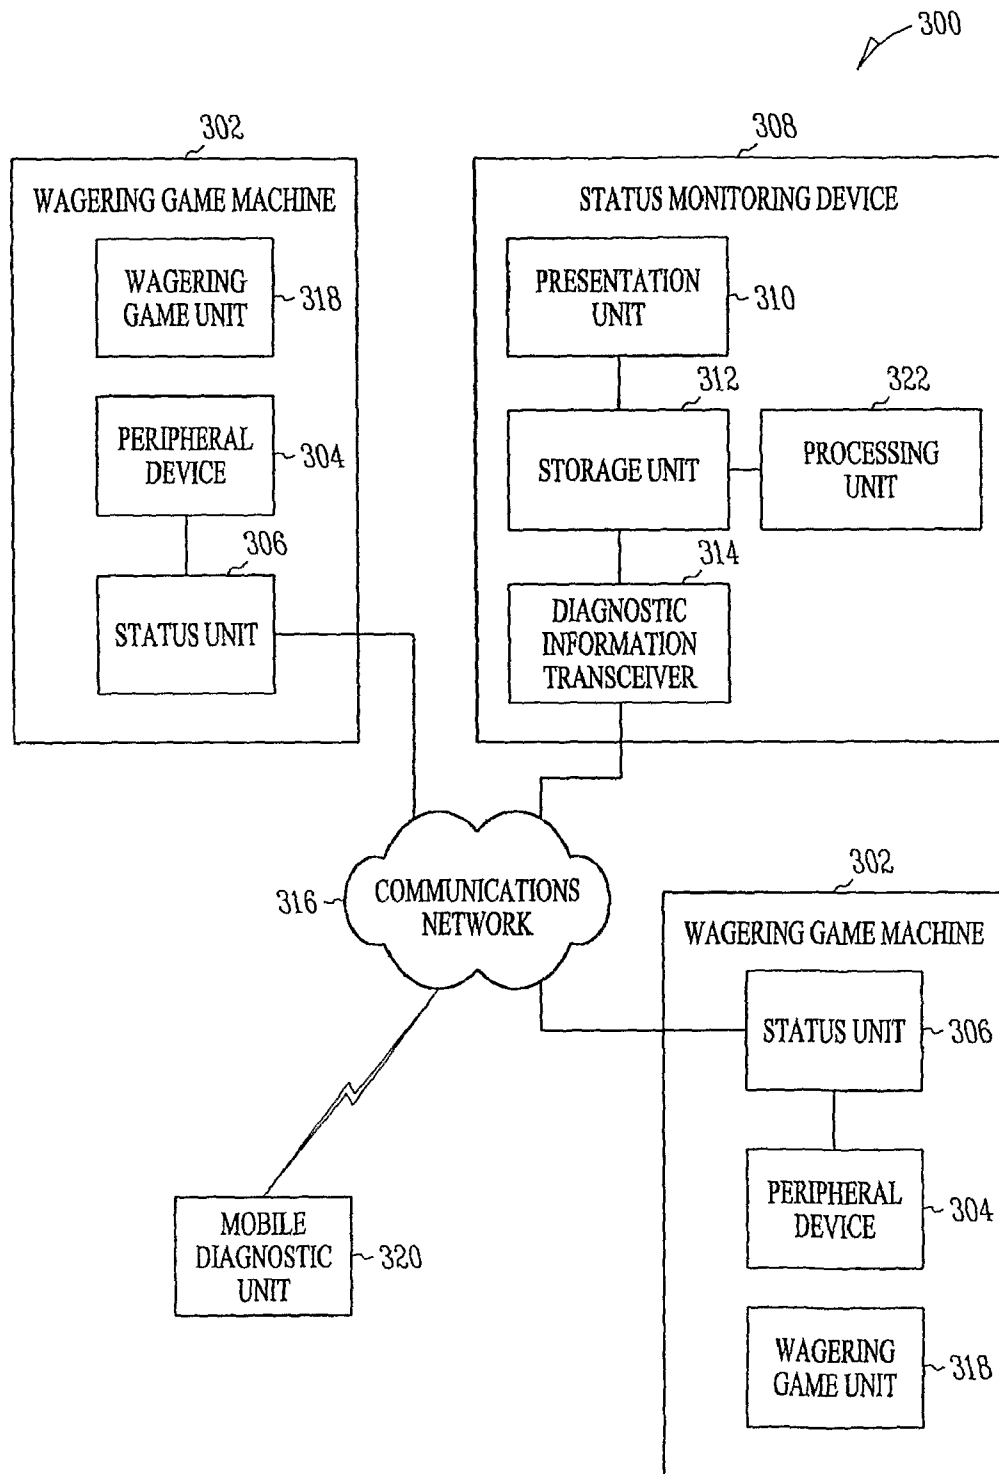 300
302
WAGERING GAME MACHINE
WAGERING
GAME UNIT
318
PERIPHERAL
DEVICE
304
306
STATUS UNIT
308
STATUS MONITORING DEVICE
PRESENTATION
UNIT
310
312
STORAGE UNIT
322
PROCESSING
UNIT
314
DIAGNOSTIC
INFORMATION
TRANSCEIVER
316
COMMUNICATIONS
NETWORK
302
WAGERING GAME MACHINE
STATUS UNIT
306
PERIPHERAL
DEVICE
304
WAGERING
GAME UNIT
318
MOBILE
DIAGNOSTIC
UNIT
320